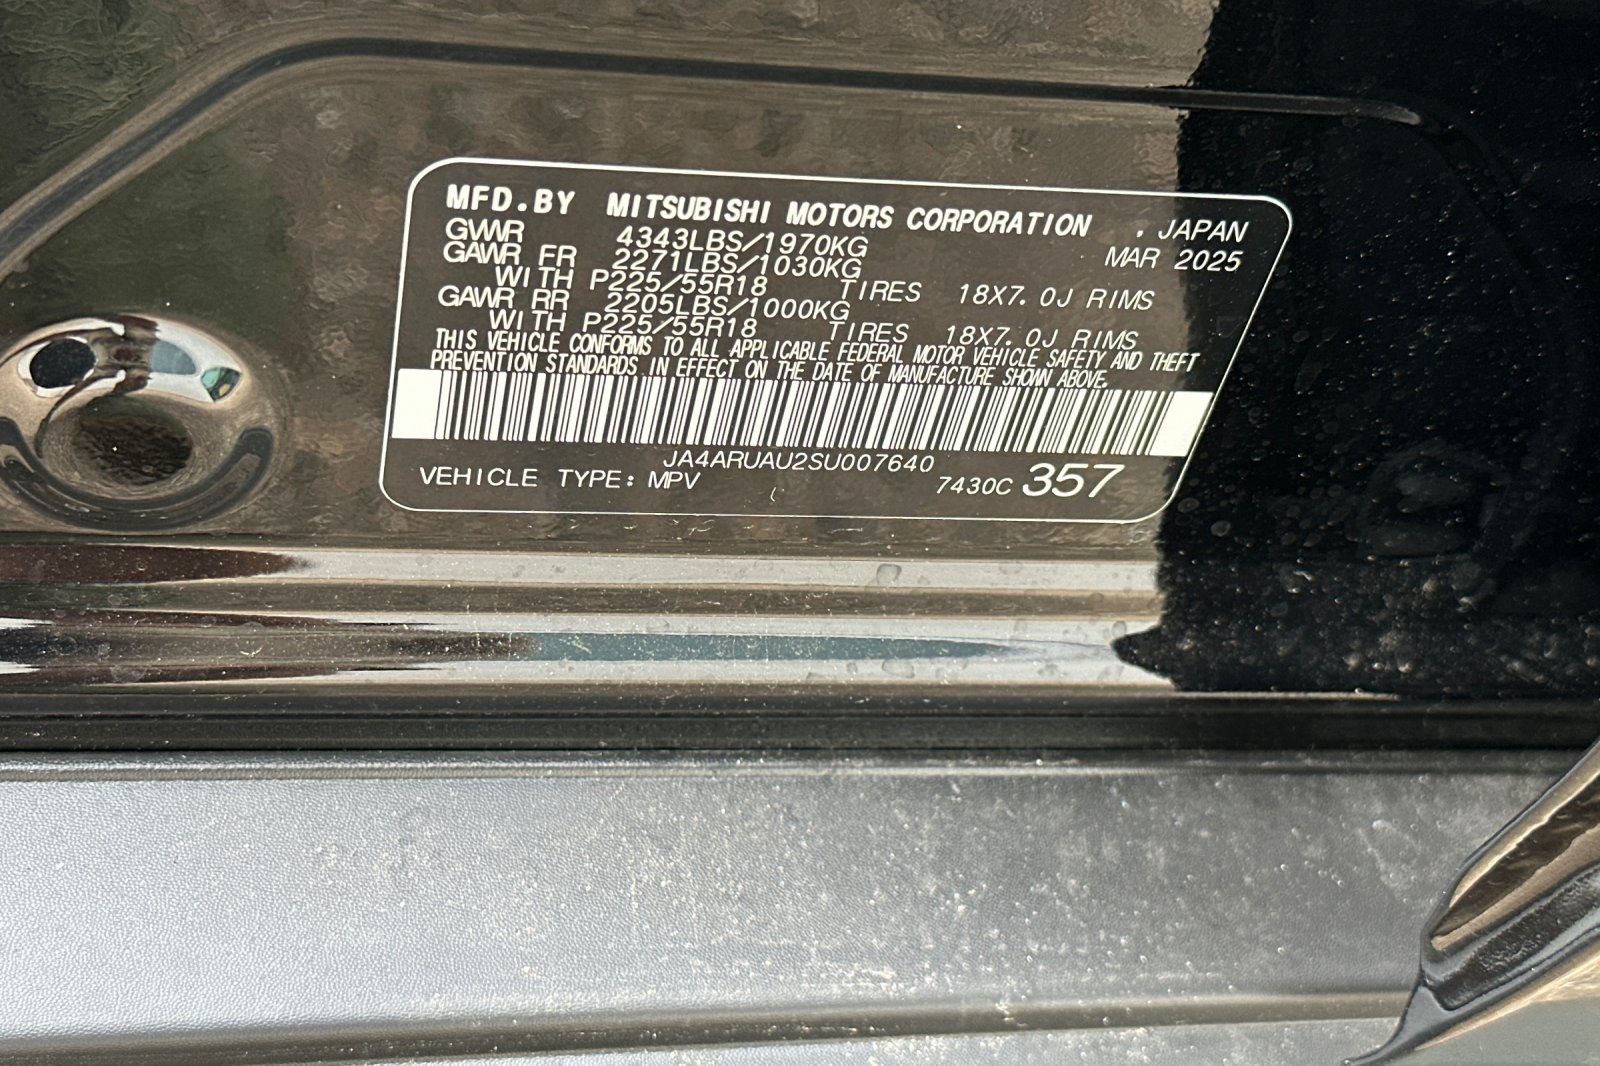 MFD.BY MITSUBISHI MOTORS CORPORATION . JAPAN
GVWR 4343LBS/1970KG MAR 2025
GAWR FR 2271LBS/1030KG
WITH P225/55R18 TIRES 18X7.0J RIMS
GAWR RR 2205LBS/1000KG
WITH P225/55R18 TIRES 18X7.0J RIMS
THIS VEHICLE CONFORMS TO ALL APPLICABLE FEDERAL MOTOR VEHICLE SAFETY AND THEFT
PREVENTION STANDARDS IN EFFECT ON THE DATE OF MANUFACTURE SHOWN ABOVE.
JA4ARUAU2SU007640
VEHICLE TYPE: MPV 7430C 357